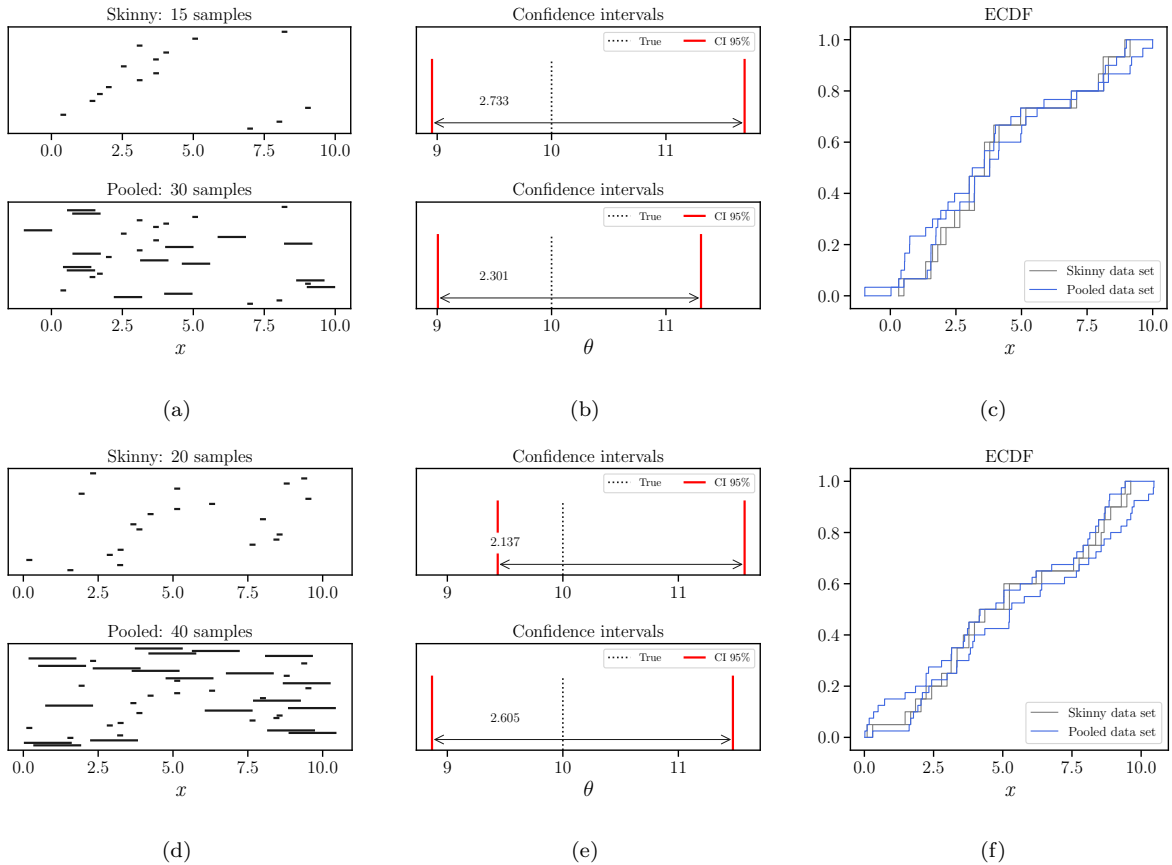 Skinny: 15 samples
0.0 2.5 5.0 7.5 10.0
Pooled: 30 samples
0.0 2.5 5.0 7.5 10.0
x
(a)
Confidence intervals
True CI 95%
2.733
9 10 11
Confidence intervals
True CI 95%
2.301
9 10 11
θ
(b)
ECDF
1.0
0.8
0.6
0.4
0.2
0.0
Skinny data set
Pooled data set
0.0 2.5 5.0 7.5 10.0
x
(c)
Skinny: 20 samples
0.0 2.5 5.0 7.5 10.0
Pooled: 40 samples
0.0 2.5 5.0 7.5 10.0
x
(d)
Confidence intervals
True CI 95%
2.137
9 10 11
Confidence intervals
True CI 95%
2.605
9 10 11
θ
(e)
ECDF
1.0
0.8
0.6
0.4
0.2
0.0
Skinny data set
Pooled data set
0.0 2.5 5.0 7.5 10.0
x
(f)